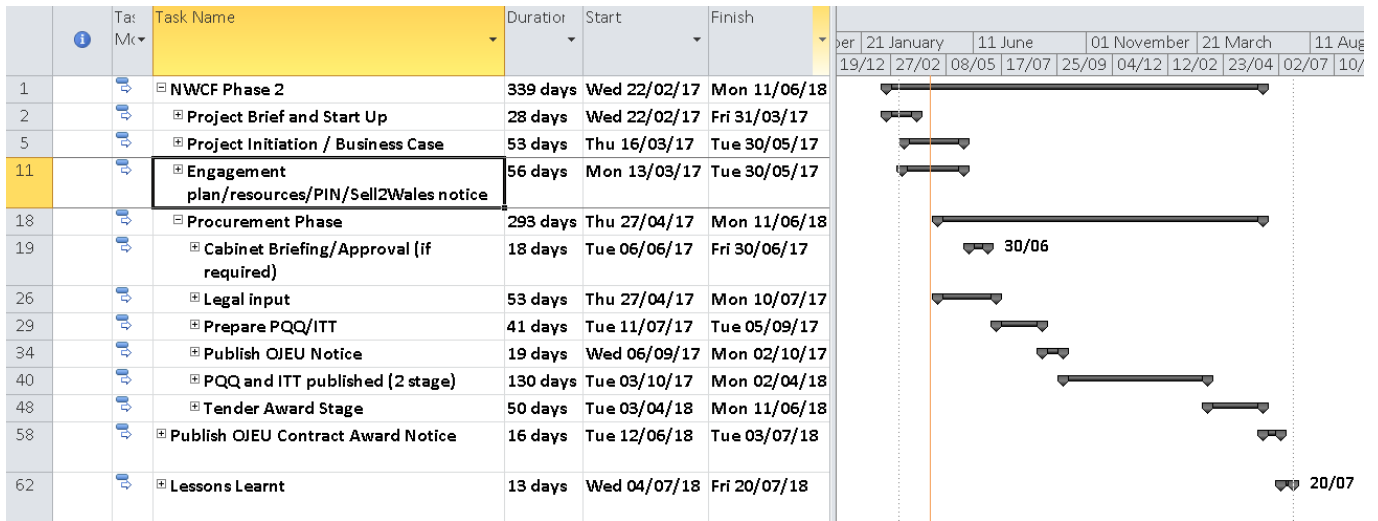 Tas Task Name Duration Start Finish
Mo
ber 21 January 11 June 01 November 21 March 11 Aug
19/12 27/02 08/05 17/07 25/09 04/12 12/02 23/04 02/07 10/
1 NWCF Phase 2 339 days Wed 22/02/17 Mon 11/06/18
2 Project Brief and Start Up 28 days Wed 22/02/17 Fri 31/03/17
5 Project Initiation / Business Case 53 days Thu 16/03/17 Tue 30/05/17
11 Engagement 56 days Mon 13/03/17 Tue 30/05/17
plan/resources/PIN/Sell2Wales notice
18 Procurement Phase 293 days Thu 27/04/17 Mon 11/06/18
19 Cabinet Briefing/Approval (if 18 days Tue 06/06/17 Fri 30/06/17 30/06
required)
26 Legal input 53 days Thu 27/04/17 Mon 10/07/17
29 Prepare PQQ/ITT 41 days Tue 11/07/17 Tue 05/09/17
34 Publish OJEU Notice 19 days Wed 06/09/17 Mon 02/10/17
40 PQQ and ITT published (2 stage) 130 days Tue 03/10/17 Mon 02/04/18
48 Tender Award Stage 50 days Tue 03/04/18 Mon 11/06/18
58 Publish OJEU Contract Award Notice 16 days Tue 12/06/18 Tue 03/07/18
62 Lessons Learnt 13 days Wed 04/07/18 Fri 20/07/18 20/07